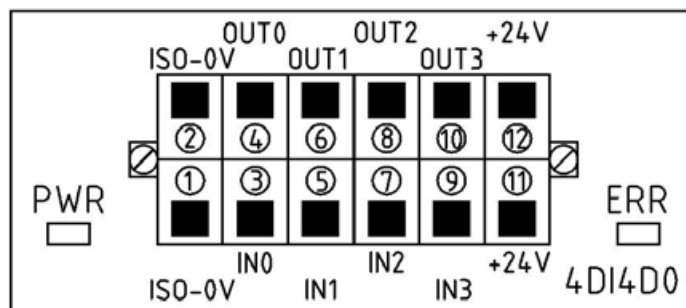 OUT0 OUT2 +24V
ISO-0V OUT1 OUT3
② ④ ⑥ ⑧ ⑩ ⑫
① ③ ⑤ ⑦ ⑨ ⑪
PWR ERR
IN0 IN2 +24V
ISO-0V IN1 IN3 4DI4DO